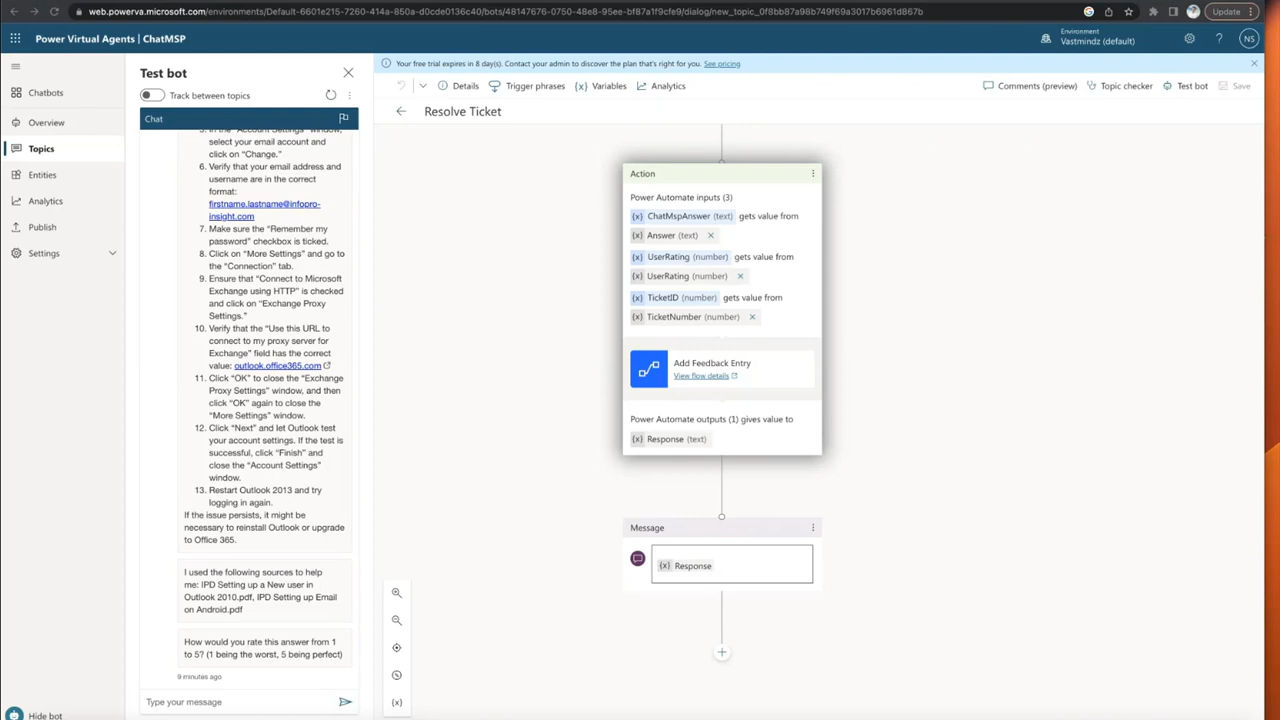 web.powerva.microsoft.com/environments/Default-6601e215-7260-414a-850a-d0cde0136c40/bots/48147676-0750-48e8-95ee-bf87a1f9cfe9/dialog/new_topic_0f8bb87a98b749f69a3017b6961d867b
Update
Power Virtual Agents | ChatMSP
Environment
Vastmindz (default)
?
NS
Chatbots
Overview
Topics
Entities
Analytics
Publish
Settings
Hide bot
Test bot
Track between topics
Chat
5. In the "Account Settings" window,
select your email account and
click on "Change."
6. Verify that your email address and
username are in the correct
format:
firstname.lastname@infopro-
insight.com
7. Make sure the "Remember my
password" checkbox is ticked.
8. Click on "More Settings" and go to
the "Connection" tab.
9. Ensure that "Connect to Microsoft
Exchange using HTTP" is checked
and click on "Exchange Proxy
Settings."
10. Verify that the "Use this URL to
connect to my proxy server for
Exchange" field has the correct
value: outlook.office365.com
11. Click "OK" to close the "Exchange
Proxy Settings" window, and then
click "OK" again to close the
"More Settings" window.
12. Click "Next" and let Outlook test
your account settings. If the test is
successful, click "Finish" and
close the "Account Settings"
window.
13. Restart Outlook 2013 and try
logging in again.
If the issue persists, it might be
necessary to reinstall Outlook or upgrade
to Office 365.
I used the following sources to help
me: IPD Setting up a New user in
Outlook 2010.pdf, IPD Setting up Email
on Android.pdf
How would you rate this answer from 1
to 5? (1 being the worst, 5 being perfect)
9 minutes ago
Type your message
Your free trial expires in 8 day(s). Contact your admin to discover the plan that's right for you. See pricing
Details
Trigger phrases
{x} Variables
Analytics
Comments (preview)
Topic checker
Test bot
Save
Resolve Ticket
Action
Power Automate inputs (3)
{x} ChatMspAnswer (text) gets value from
{x} Answer (text)
{x} UserRating (number) gets value from
{x} UserRating (number)
{x} TicketID (number) gets value from
{x} TicketNumber (number)
Add Feedback Entry
View flow details
Power Automate outputs (1) gives value to
{x} Response (text)
Message
{x} Response
{x}